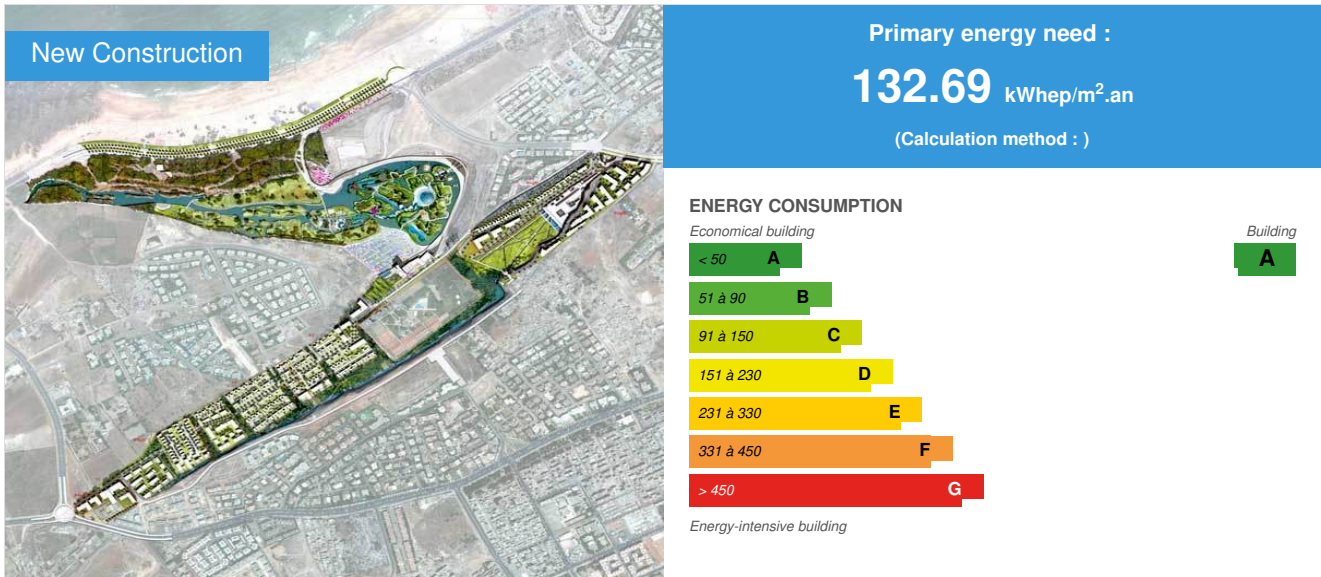 New Construction
Primary energy need :
132.69 kWhep/m².an
(Calculation method : )
ENERGY CONSUMPTION
Economical building
Building
< 50 A
A
51 à 90 B
91 à 150 C
151 à 230 D
231 à 330 E
331 à 450 F
> 450 G
Energy-intensive building